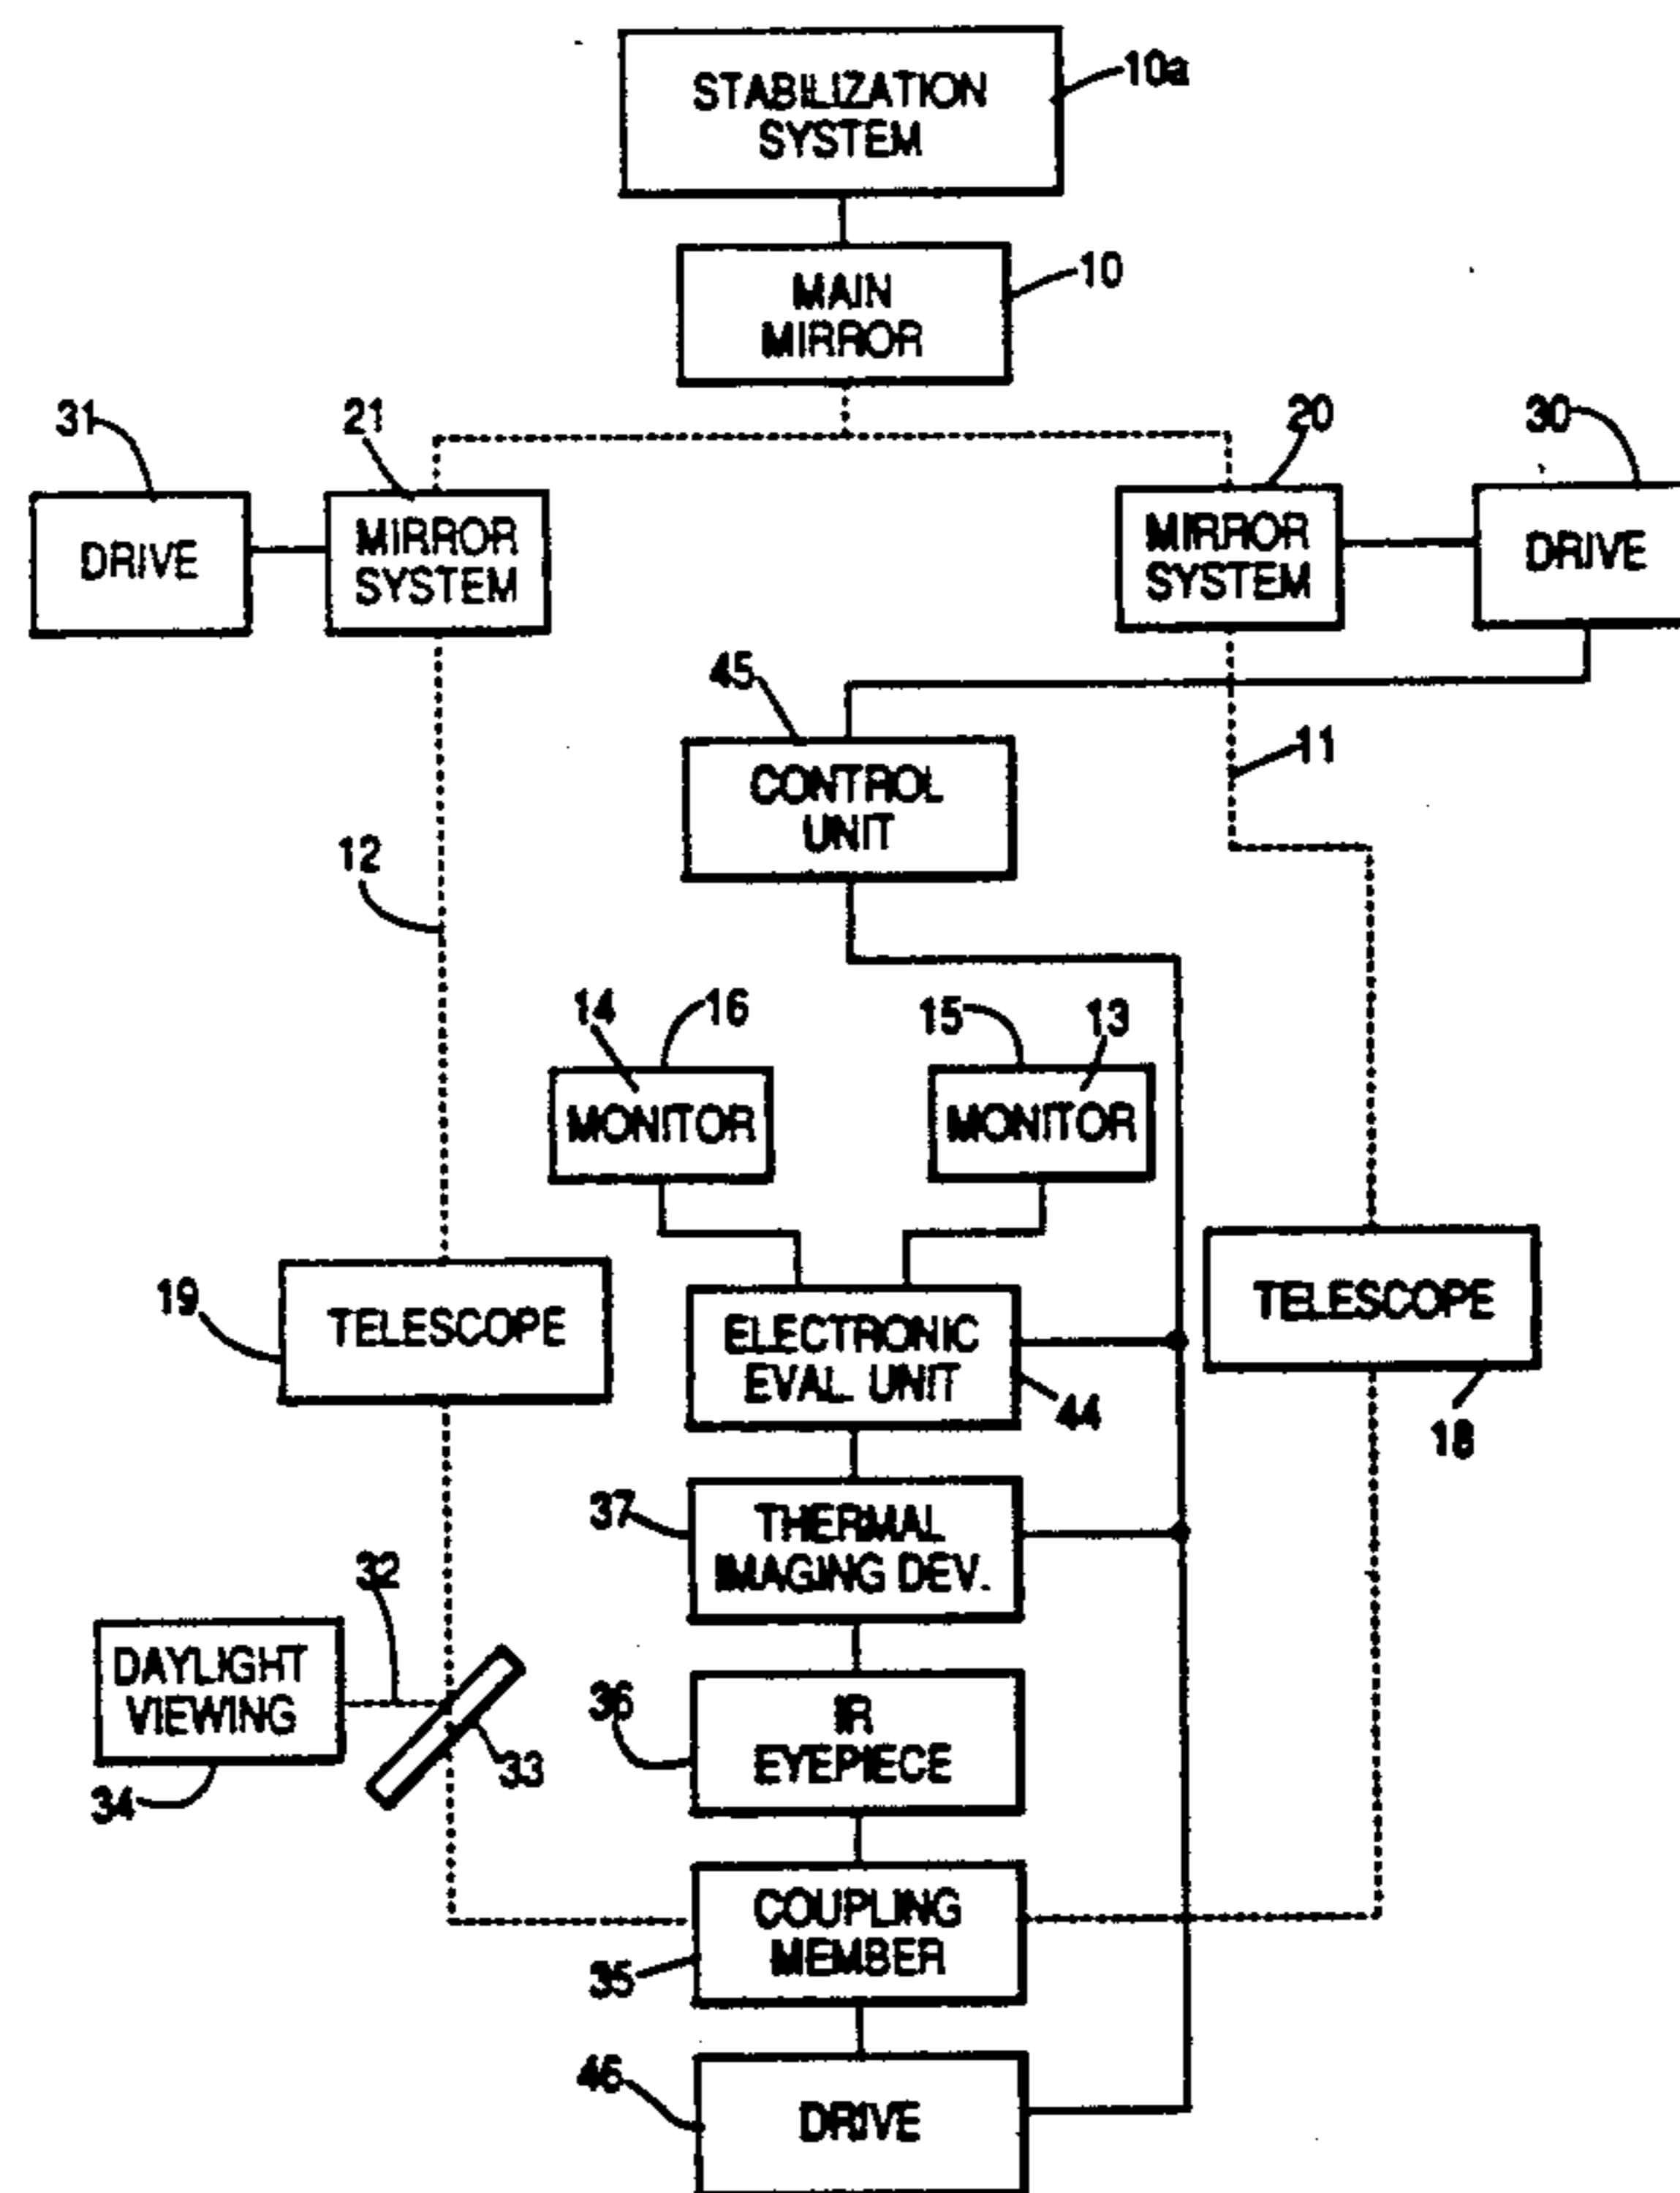 STABILIZATION
SYSTEM
10a
MAIN
MIRROR
10
31
21
20
30
DRIVE
MIRROR
SYSTEM
MIRROR
SYSTEM
DRIVE
45
11
CONTROL
UNIT
12
14
16
15
13
MONITOR
MONITOR
19
TELESCOPE
ELECTRONIC
EVAL. UNIT
TELESCOPE
44
18
37
THERMAL
IMAGING DEV.
32
DAYLIGHT
VIEWING
33
34
36
IR
EYEPIECE
COUPLING
MEMBER
35
46
DRIVE